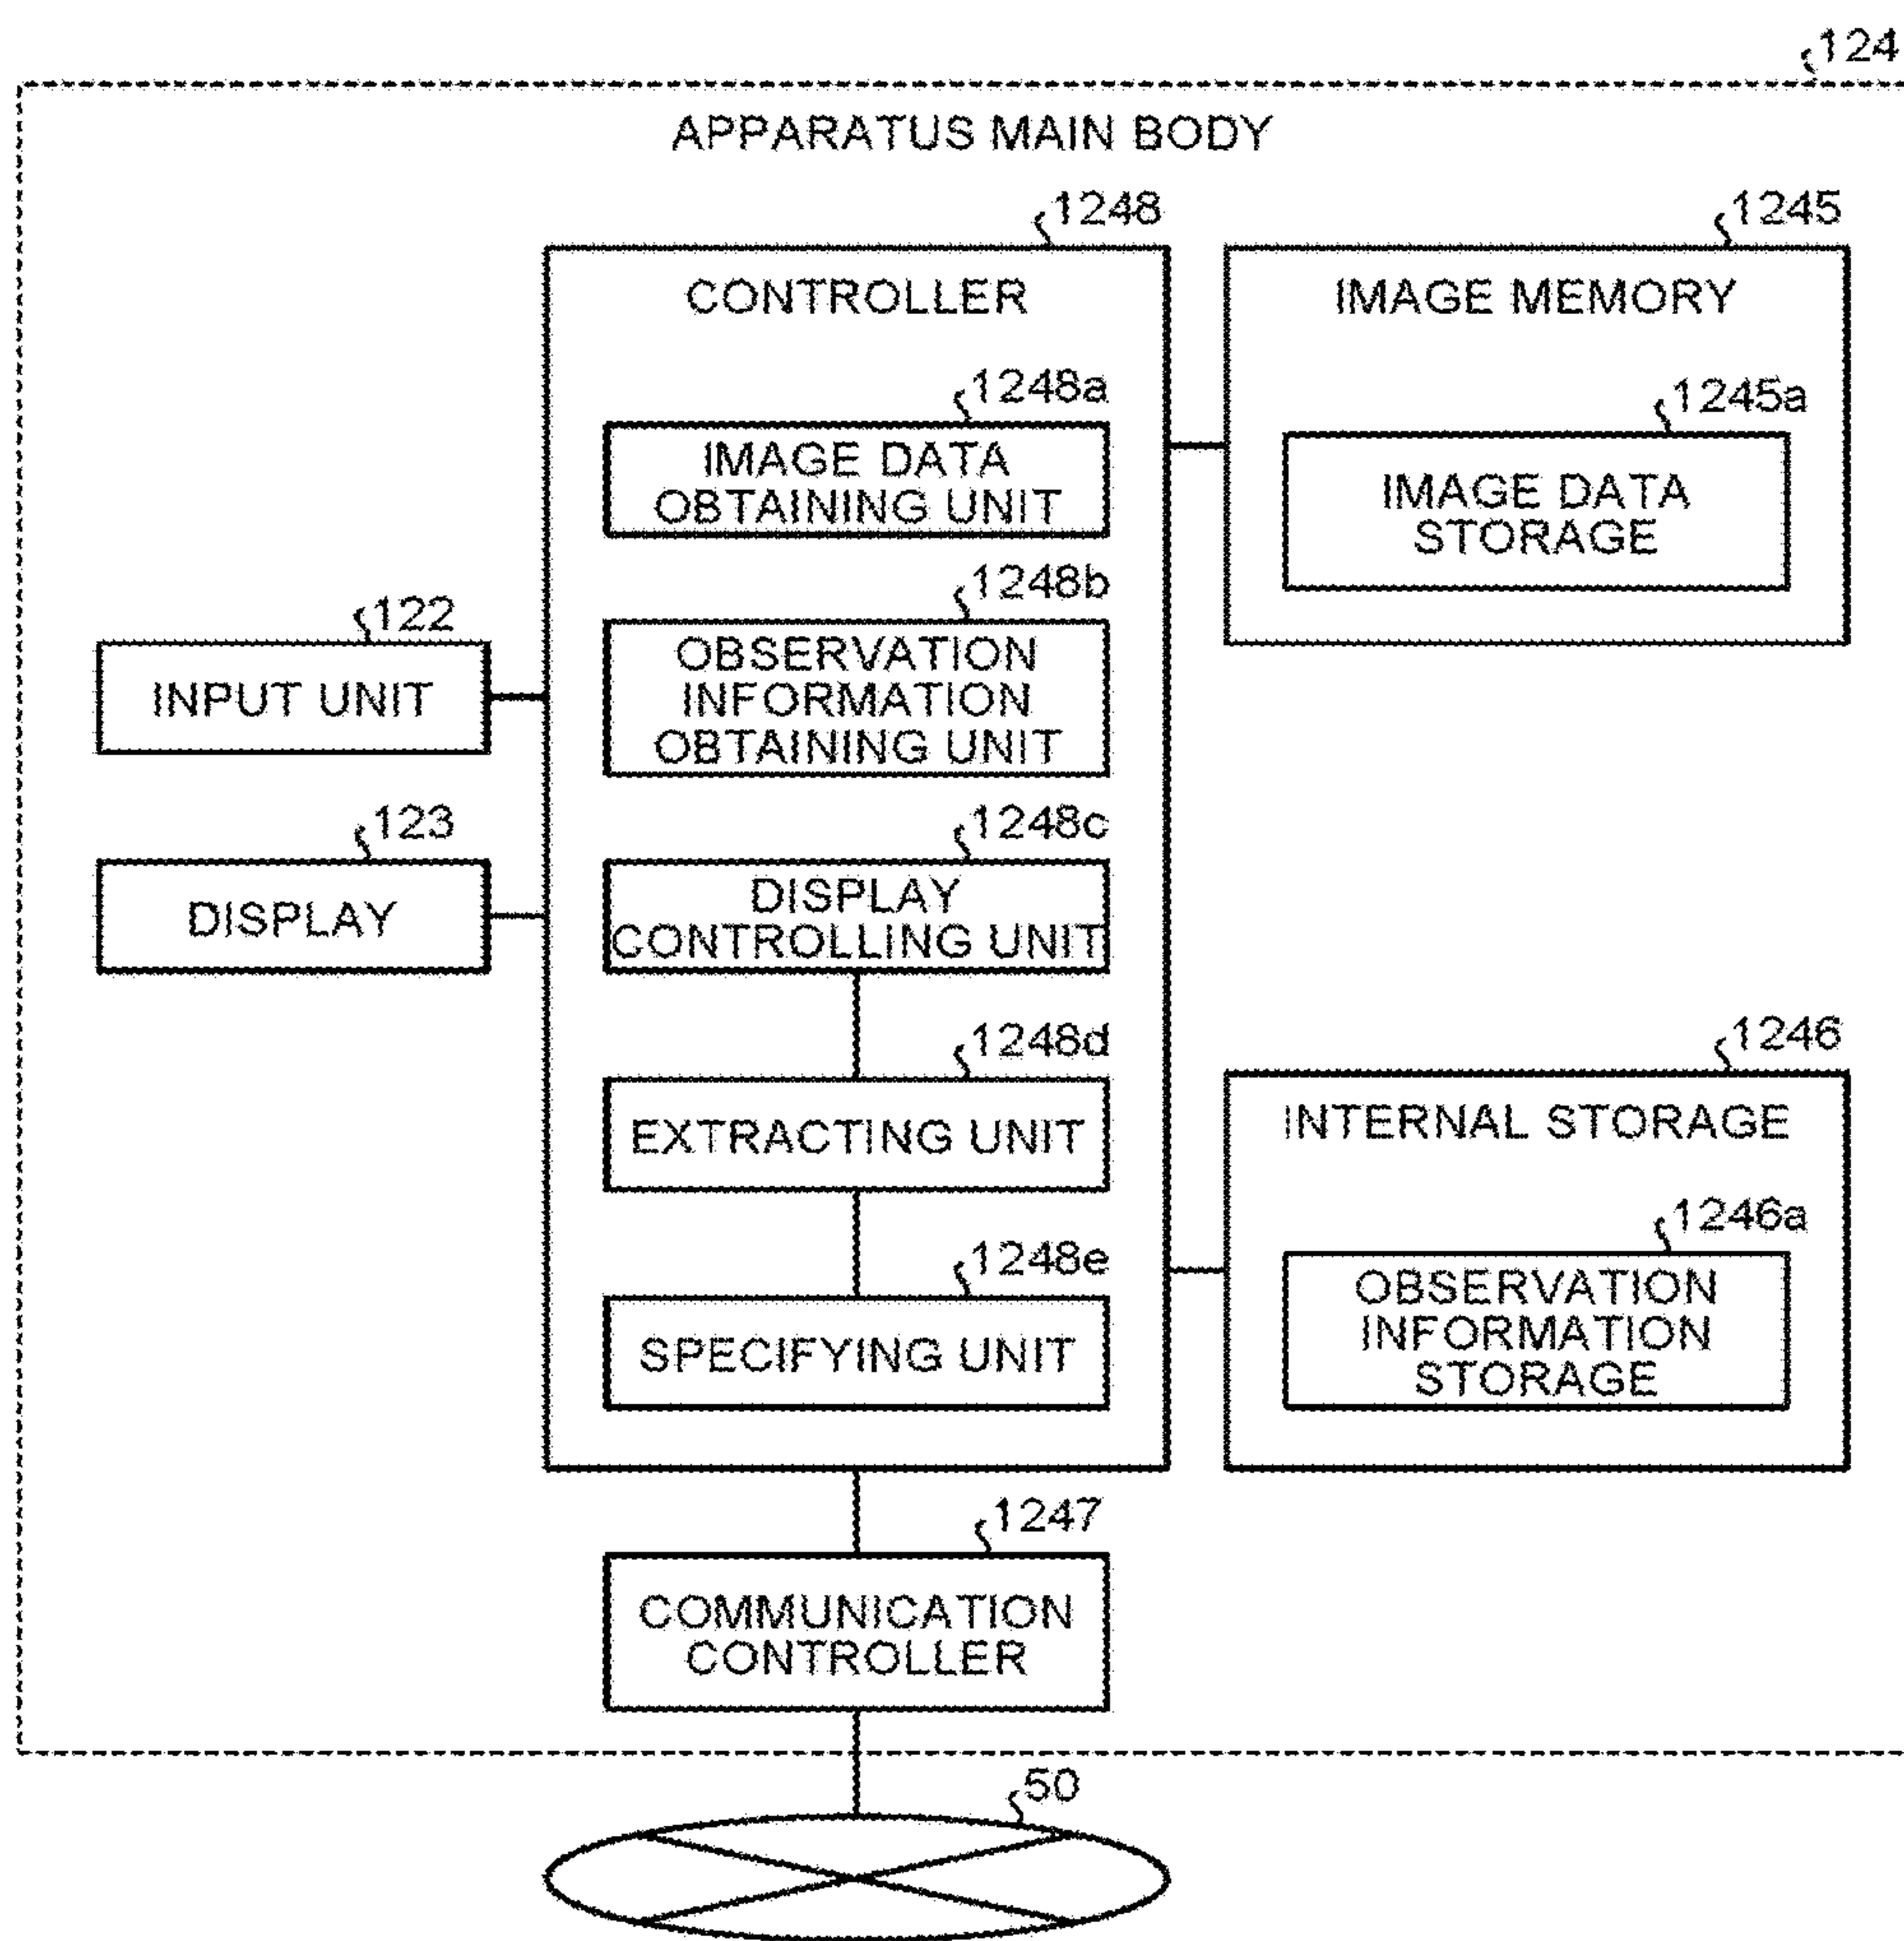 124
APPARATUS MAIN BODY
1248
CONTROLLER
1248a
IMAGE DATA
OBTAINING UNIT
1248b
OBSERVATION
INFORMATION
OBTAINING UNIT
1248c
DISPLAY
CONTROLLING UNIT
1248d
EXTRACTING UNIT
1248e
SPECIFYING UNIT
122
INPUT UNIT
123
DISPLAY
1245
IMAGE MEMORY
1245a
IMAGE DATA
STORAGE
1246
INTERNAL STORAGE
1246a
OBSERVATION
INFORMATION
STORAGE
1247
COMMUNICATION
CONTROLLER
50